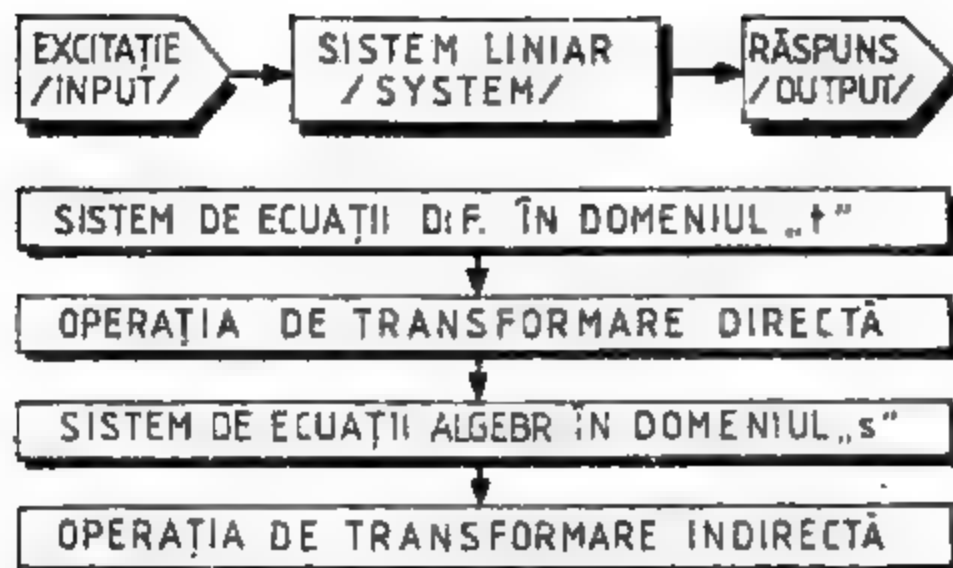 EXCITAȚIE
/INPUT/
SISTEM LINIAR
/SYSTEM/
RĂSPUNS
/OUTPUT/
SISTEM DE ECUAȚII DIF. ÎN DOMENIUL „t”
OPERAȚIA DE TRANSFORMARE DIRECTĂ
SISTEM DE ECUAȚII ALGEBR ÎN DOMENIUL „s”
OPERAȚIA DE TRANSFORMARE INDIRECTĂ